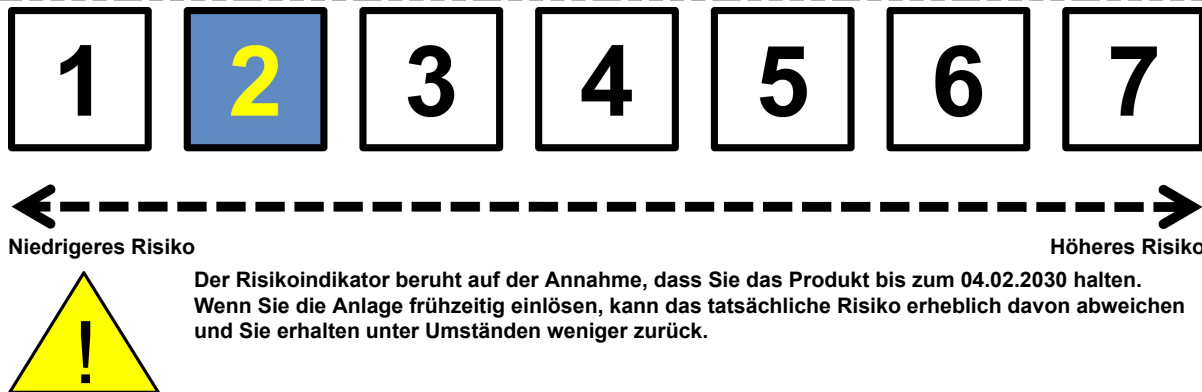 1 2 3 4 5 6 7
Niedrigeres Risiko Höheres Risiko
Der Risikoindikator beruht auf der Annahme, dass Sie das Produkt bis zum 04.02.2030 halten.
Wenn Sie die Anlage frühzeitig einlösen, kann das tatsächliche Risiko erheblich davon abweichen
und Sie erhalten unter Umständen weniger zurück.
!